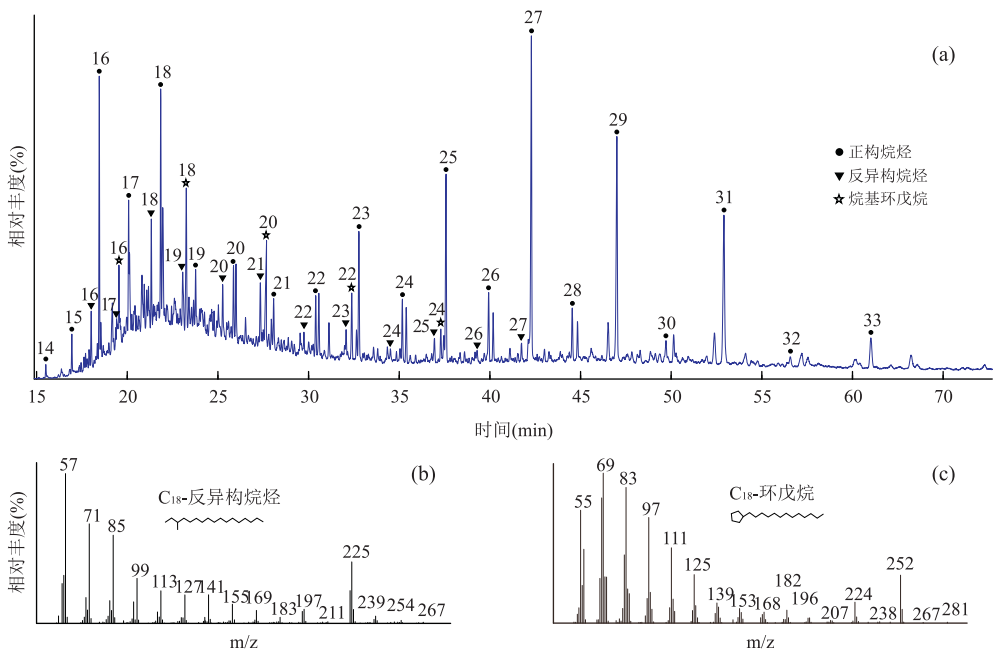 (a)
相对丰度(%)
14 15 16 16 17 16 17 18 18 19 18 19 20 20 21 20 21 22 22 23 22 23 24 24 25 24 25 26 26 27 27 28 29 30 31 32 33
正构烷烃
反异构烷烃
烷基环戊烷
15 20 25 30 35 40 45 50 55 60 70
时间(min)
(b)
相对丰度(%)
C₁₈-反异构烷烃
57 71 85 99 113 127 141 155 169 183 197 211 225 239 254 267
m/z
(c)
C₁₈-环戊烷
55 69 83 97 111 125 139 153 168 182 196 207 224 238 252 267 281
m/z